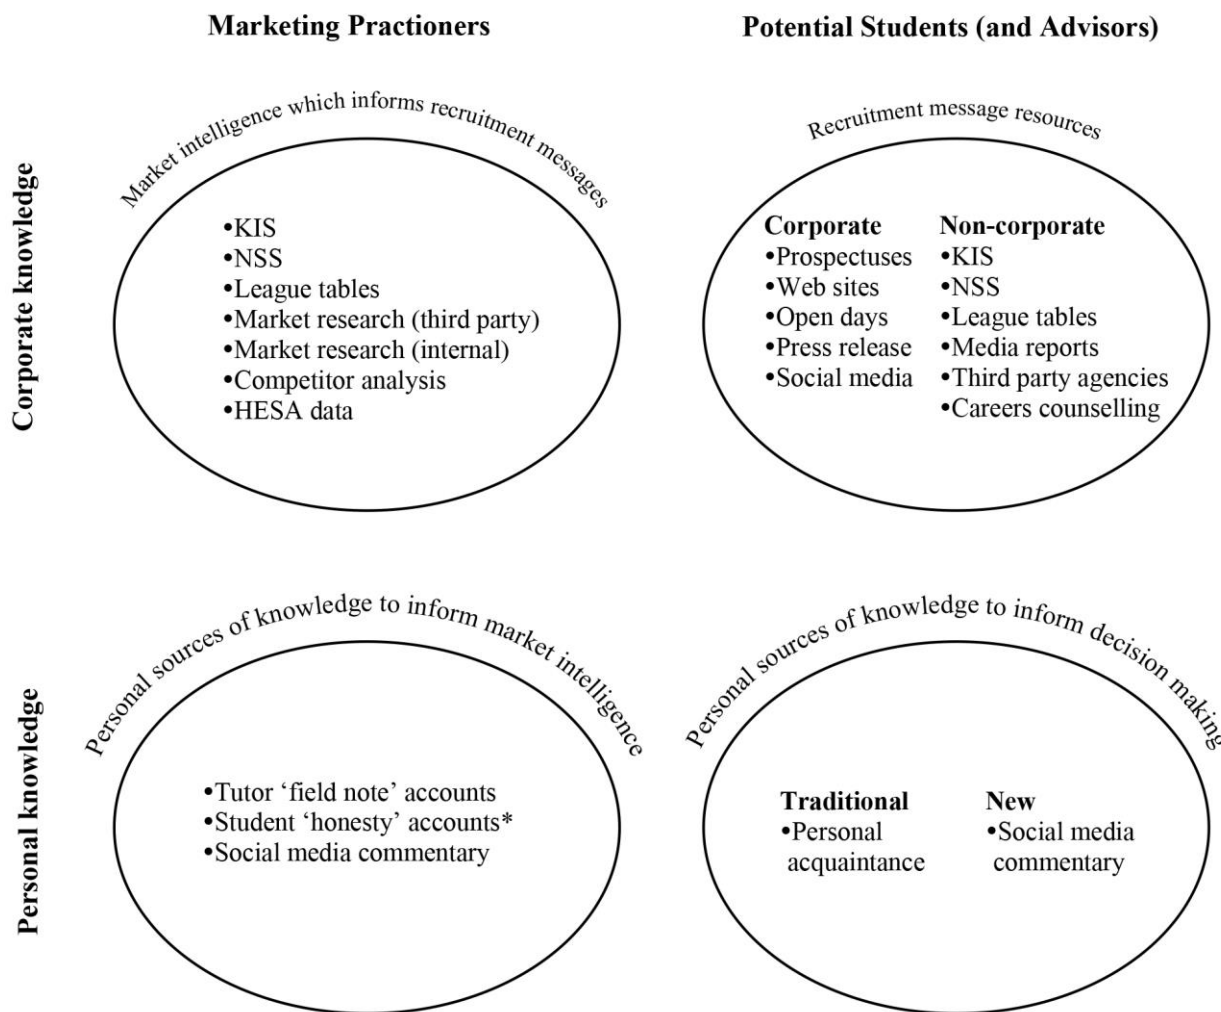 Marketing Practioners
Potential Students (and Advisors)
Corporate knowledge
Market intelligence which informs recruitment messages
•KIS
•NSS
•League tables
•Market research (third party)
•Market research (internal)
•Competitor analysis
•HESA data
Recruitment message resources
Corporate
•Prospectuses
•Web sites
•Open days
•Press release
•Social media
Non-corporate
•KIS
•NSS
•League tables
•Media reports
•Third party agencies
•Careers counselling
Personal knowledge
Personal sources of knowledge to inform market intelligence
•Tutor ‘field note’ accounts
•Student ‘honesty’ accounts*
•Social media commentary
Personal sources of knowledge to inform decision making
Traditional
•Personal
acquaintance
New
•Social media
commentary